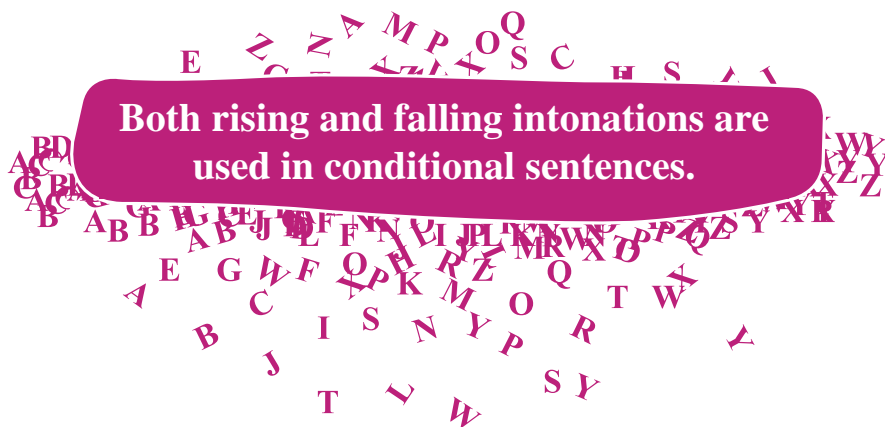 Both rising and falling intonations are
used in conditional sentences.